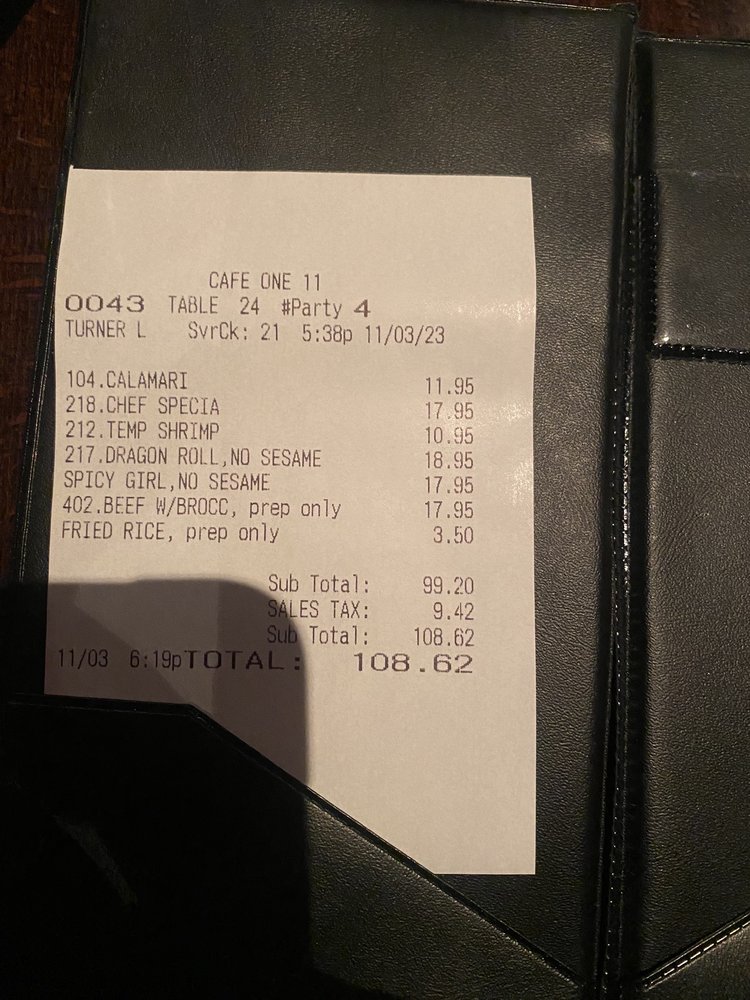 CAFE ONE 11
0043 TABLE 24 #Party 4
TURNER L SvrCk: 21 5:38p 11/03/23
104.CALAMARI 11.95
218.CHEF SPECIA 17.95
212.TEMP SHRIMP 10.95
217.DRAGON ROLL,NO SESAME 18.95
SPICY GIRL,NO SESAME 17.95
402.BEEF W/BROCC, prep only 17.95
FRIED RICE, prep only 3.50
Sub Total: 99.20
SALES TAX: 9.42
Sub Total: 108.62
11/03 6:19pTOTAL: 108.62